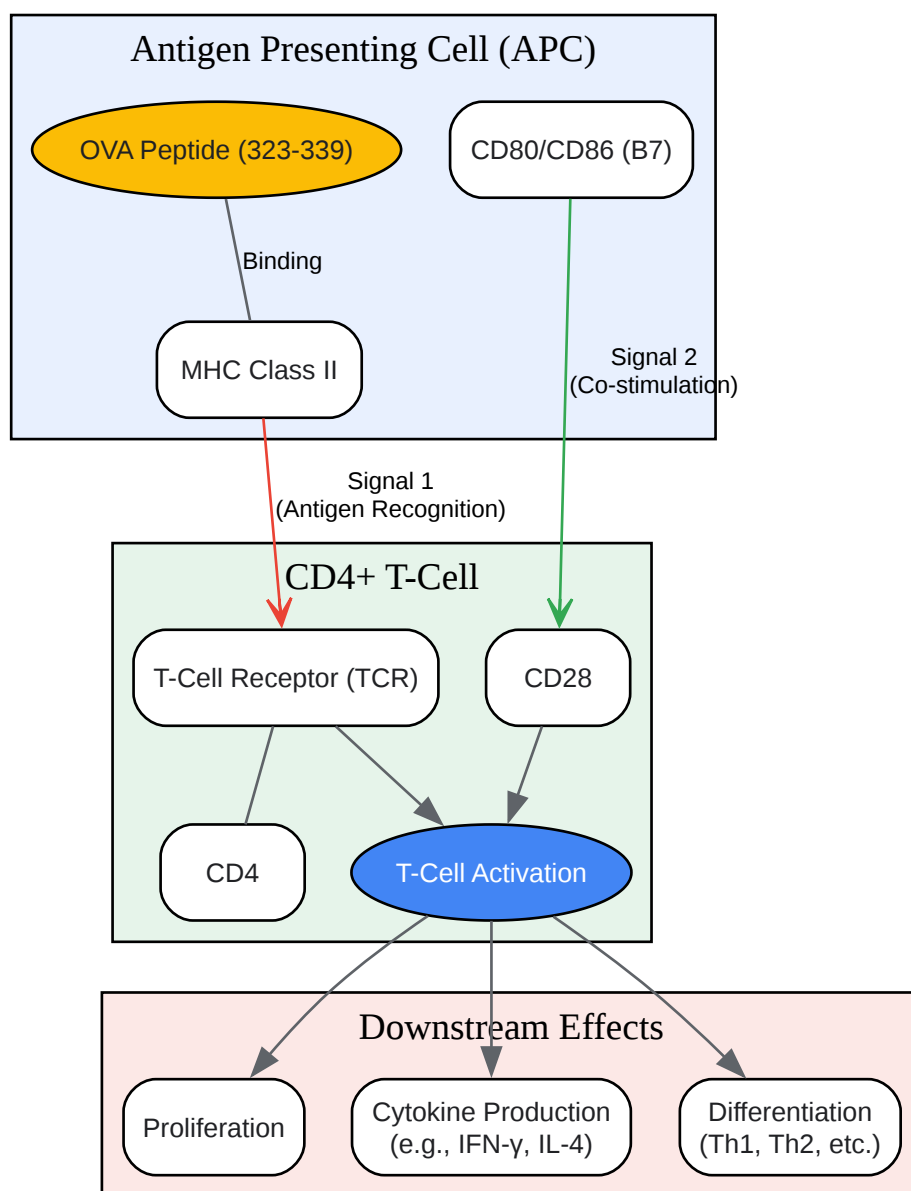 Antigen Presenting Cell (APC)
OVA Peptide (323-339)
CD80/CD86 (B7)
Binding
MHC Class II
Signal 2
(Co-stimulation)
Signal 1
(Antigen Recognition)
CD4+ T-Cell
T-Cell Receptor (TCR)
CD28
CD4
T-Cell Activation
Downstream Effects
Proliferation
Cytokine Production
(e.g., IFN-γ, IL-4)
Differentiation
(Th1, Th2, etc.)